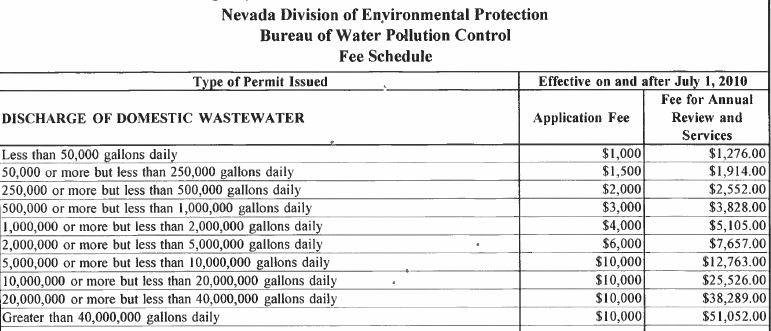 Nevada Division of Environmental Protection
Bureau of Water Pollution Control
Fee Schedule
Type of Permit Issued Effective on and after July 1, 2010
DISCHARGE OF DOMESTIC WASTEWATER Application Fee Fee for Annual Review and Services
Less than 50,000 gallons daily $1,000 $1,276.00
50,000 or more but less than 250,000 gallons daily $1,500 $1,914.00
250,000 or more but less than 500,000 gallons daily $2,000 $2,552.00
500,000 or more but less than 1,000,000 gallons daily $3,000 $3,828.00
1,000,000 or more but less than 2,000,000 gallons daily $4,000 $5,105.00
2,000,000 or more but less than 5,000,000 gallons daily $6,000 $7,657.00
5,000,000 or more but less than 10,000,000 gallons daily $10,000 $12,763.00
10,000,000 or more but less than 20,000,000 gallons daily $10,000 $25,526.00
20,000,000 or more but less than 40,000,000 gallons daily $10,000 $38,289.00
Greater than 40,000,000 gallons daily $10,000 $51,052.00